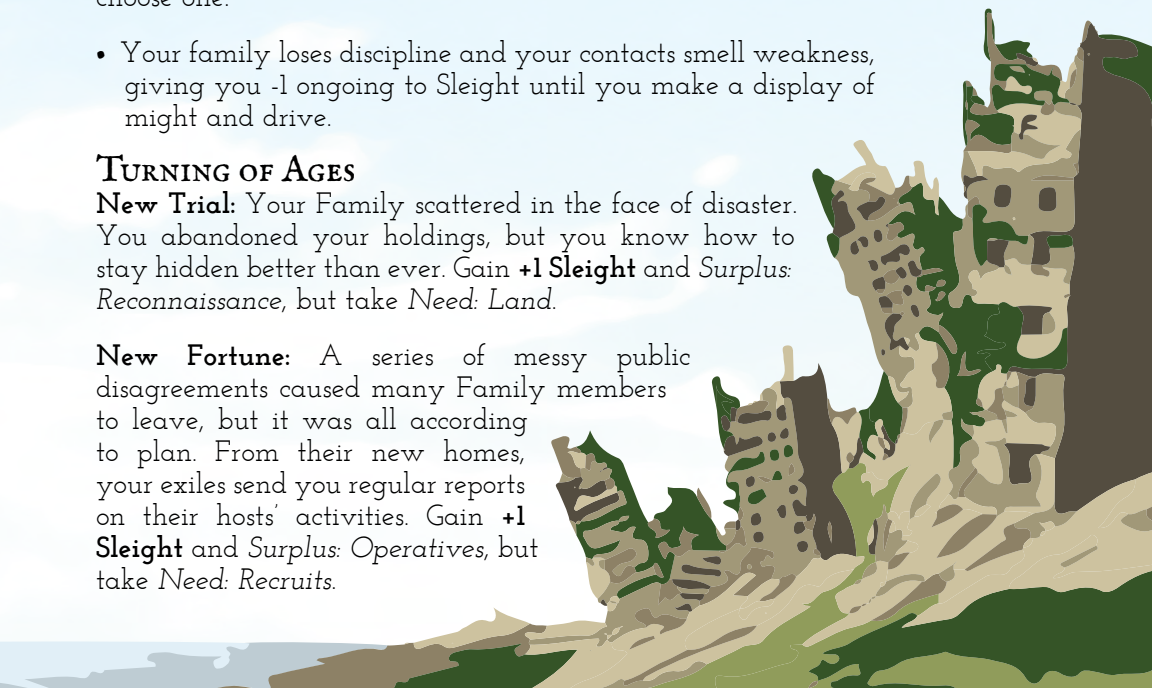 choose one:
• Your family loses discipline and your contacts smell weakness,
giving you -1 ongoing to Sleight until you make a display of
might and drive.
Turning of Ages
New Trial: Your Family scattered in the face of disaster.
You abandoned your holdings, but you know how to
stay hidden better than ever. Gain +1 Sleight and Surplus:
Reconnaissance, but take Need: Land.
New Fortune: A series of messy public
disagreements caused many Family members
to leave, but it was all according
to plan. From their new homes,
your exiles send you regular reports
on their hosts' activities. Gain +1
Sleight and Surplus: Operatives, but
take Need: Recruits.